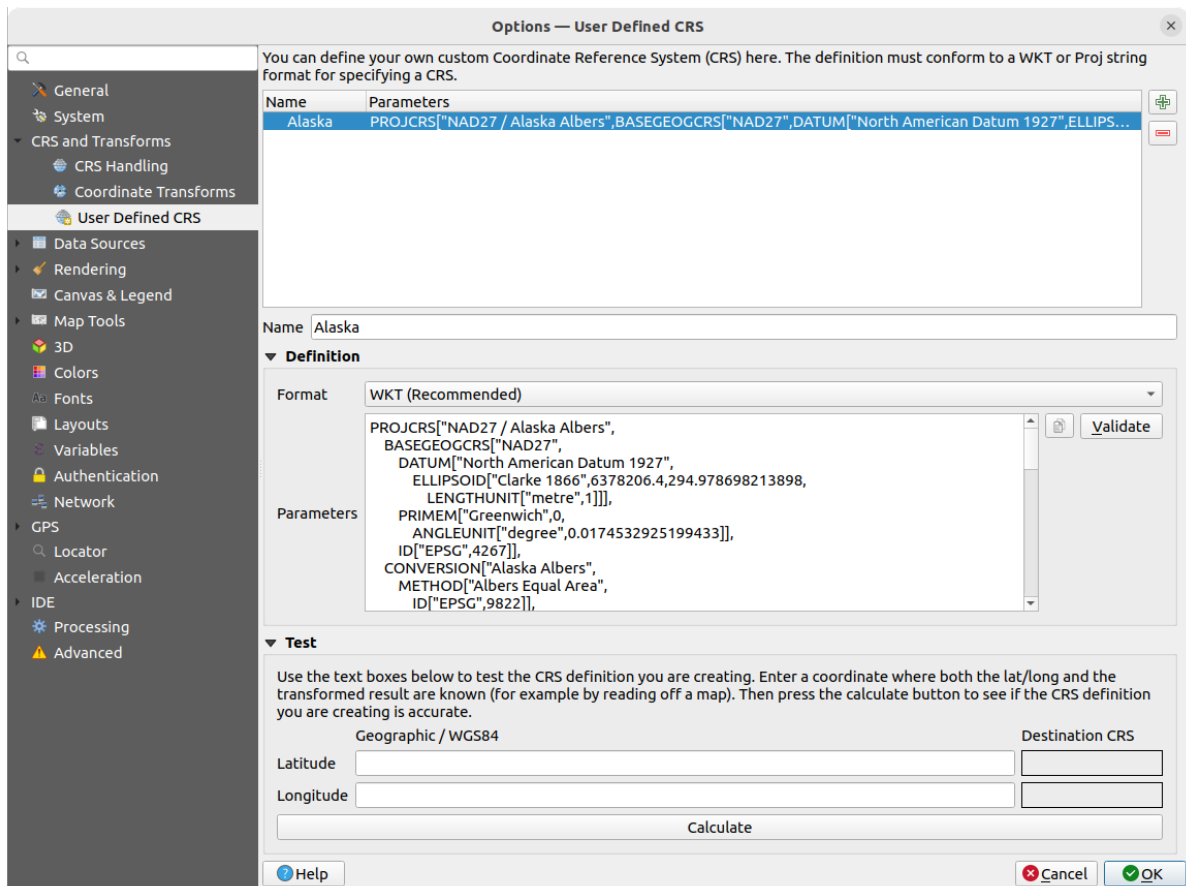 Options — User Defined CRS
General
System
CRS and Transforms
CRS Handling
Coordinate Transforms
User Defined CRS
Data Sources
Rendering
Canvas & Legend
Map Tools
3D
Colors
Aa Fonts
Layouts
Variables
Authentication
Network
GPS
Locator
Acceleration
IDE
Processing
Advanced
You can define your own custom Coordinate Reference System (CRS) here. The definition must conform to a WKT or Proj string
format for specifying a CRS.
Name Parameters
Alaska PROJCRS["NAD27 / Alaska Albers",BASEGEOGCRS["NAD27",DATUM["North American Datum 1927",ELLIPS...
Name Alaska
Definition
Format WKT (Recommended)
Parameters
PROJCRS["NAD27 / Alaska Albers",
BASEGEOGCRS["NAD27",
DATUM["North American Datum 1927",
ELLIPSOID["Clarke 1866",6378206.4,294.978698213898,
LENGTHUNIT["metre",1]]],
PRIMEM["Greenwich",0,
ANGLEUNIT["degree",0.0174532925199433]],
ID["EPSG",4267]],
CONVERSION["Alaska Albers",
METHOD["Albers Equal Area",
ID["EPSG",9822]],
Validate
Test
Use the text boxes below to test the CRS definition you are creating. Enter a coordinate where both the lat/long and the
transformed result are known (for example by reading off a map). Then press the calculate button to see if the CRS definition
you are creating is accurate.
Geographic / WGS84 Destination CRS
Latitude
Longitude
Calculate
Help Cancel OK